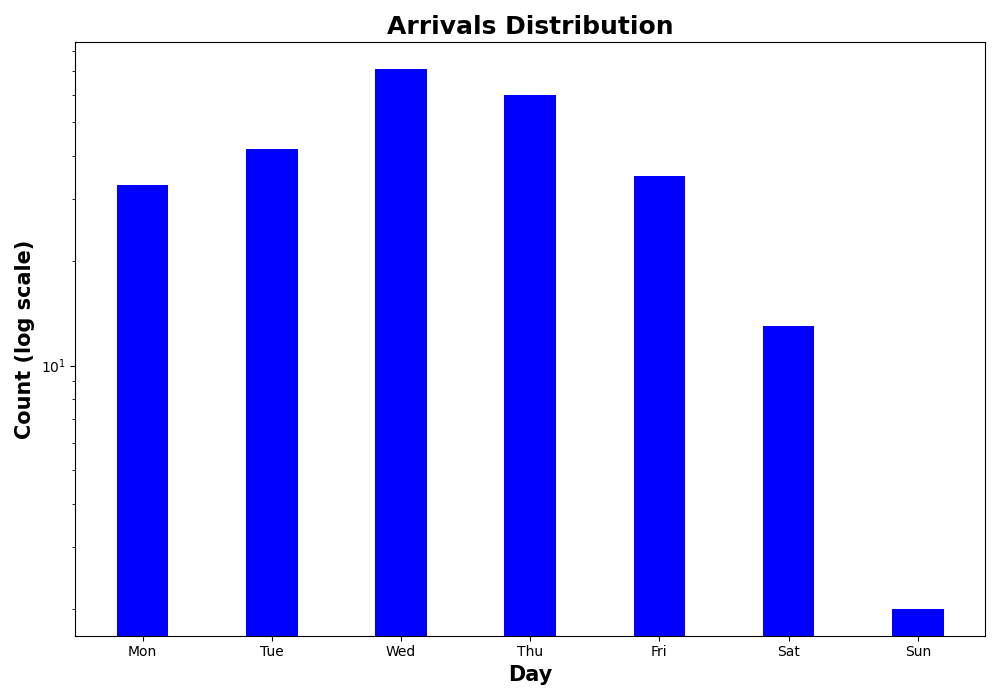 Arrivals Distribution
Count (log scale)
10¹
Mon Tue Wed Thu Fri Sat Sun
Day